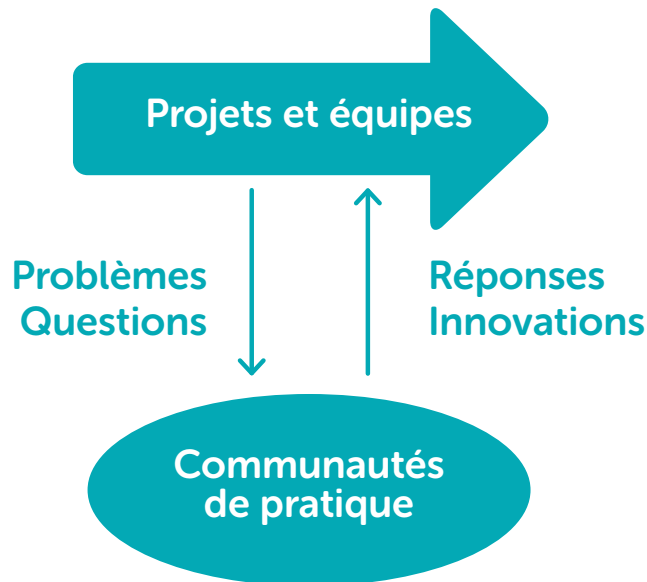 Projets et équipes
Problèmes
Questions
Réponses
Innovations
Communautés
de pratique